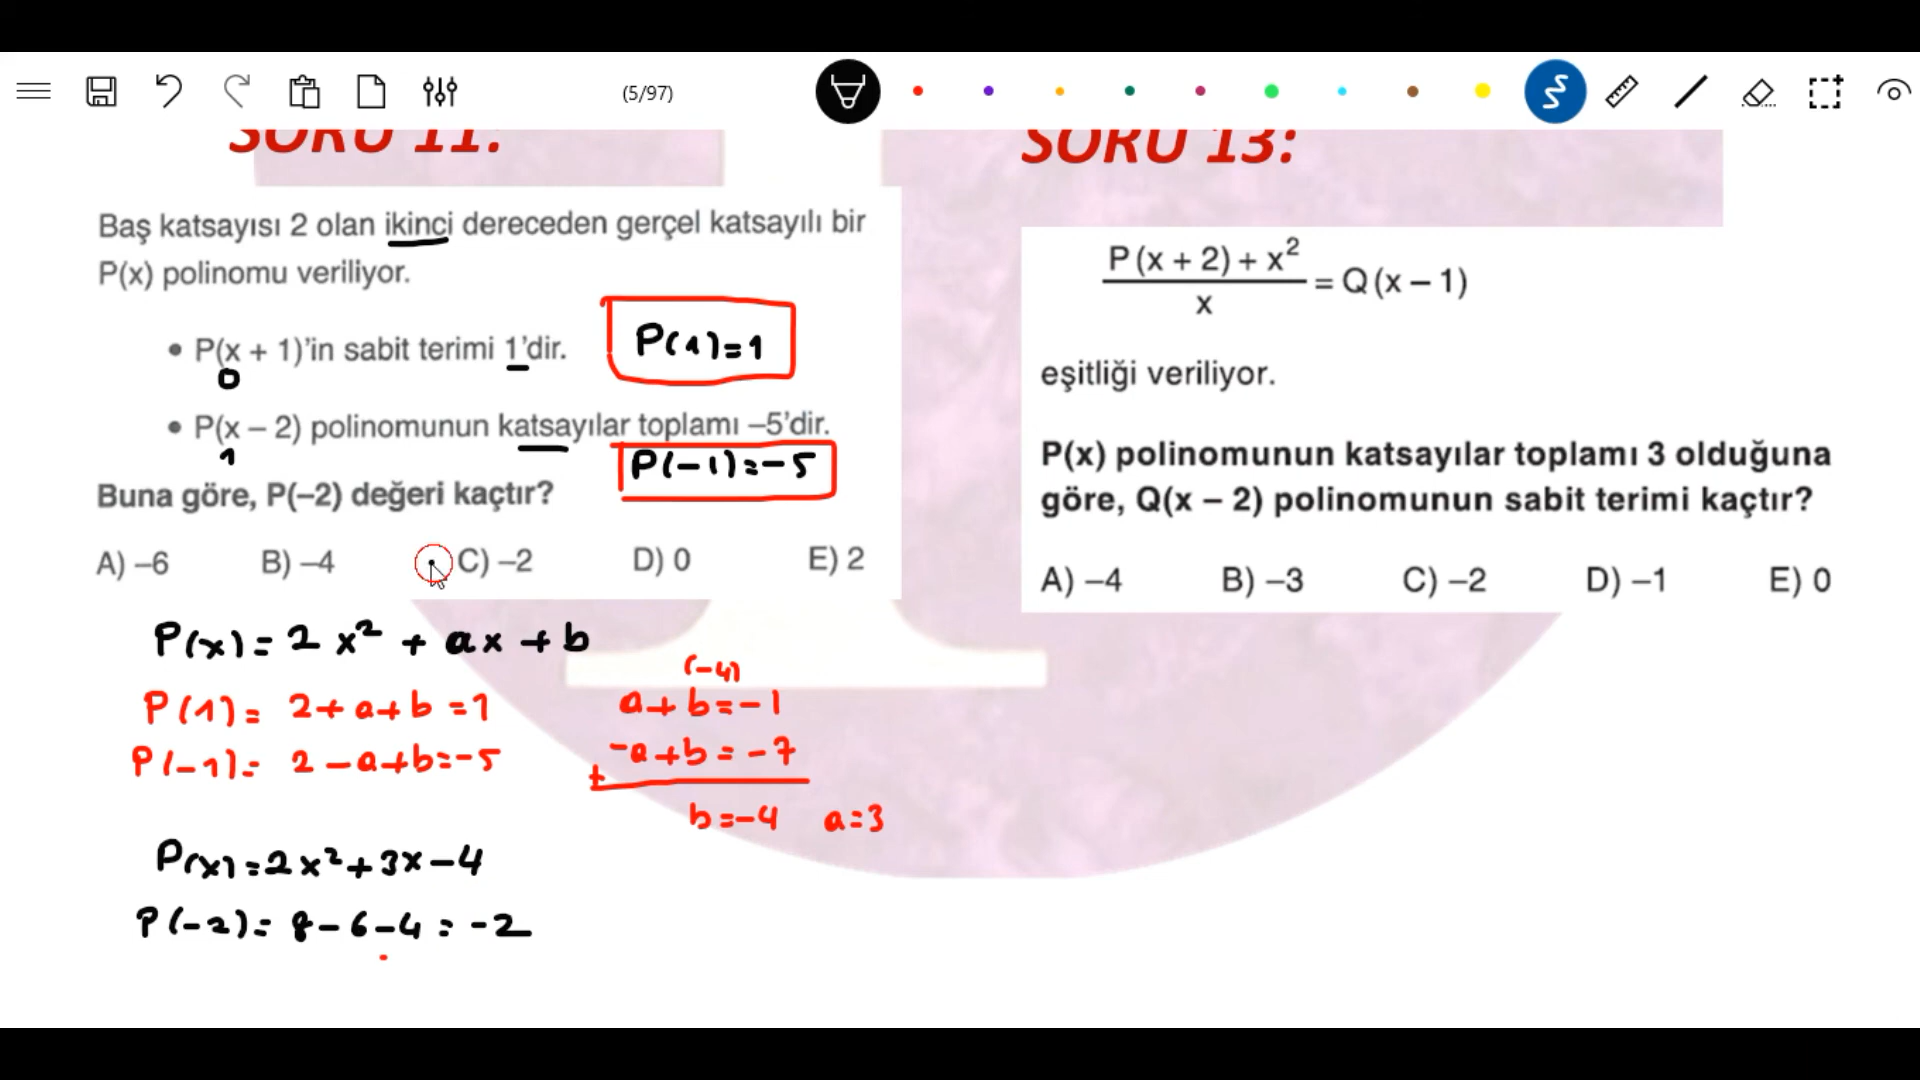 (5/97)
SORU 11:
Baş katsayısı 2 olan ikinci dereceden gerçel katsayılı bir
P(x) polinomu veriliyor.
• P(x + 1)'in sabit terimi 1'dir.
0
P(1)=1
• P(x – 2) polinomunun katsayılar toplamı –5'dir.
1
P(-1)=-5
Buna göre, P(–2) değeri kaçtır?
A) –6 B) –4 C) –2 D) 0 E) 2
P(x)= 2x² + ax + b
P(1)= 2+a+b=1
P(-1)= 2-a+b=-5
(-4)
a+b=-1
-a+b=-7
+
b=-4 a=3
P(x)=2x²+3x-4
P(-2)= 8-6-4=-2
SORU 13:
P(x + 2) + x²
x
= Q(x – 1)
eşitliği veriliyor.
P(x) polinomunun katsayılar toplamı 3 olduğuna
göre, Q(x – 2) polinomunun sabit terimi kaçtır?
A) –4 B) –3 C) –2 D) –1 E) 0